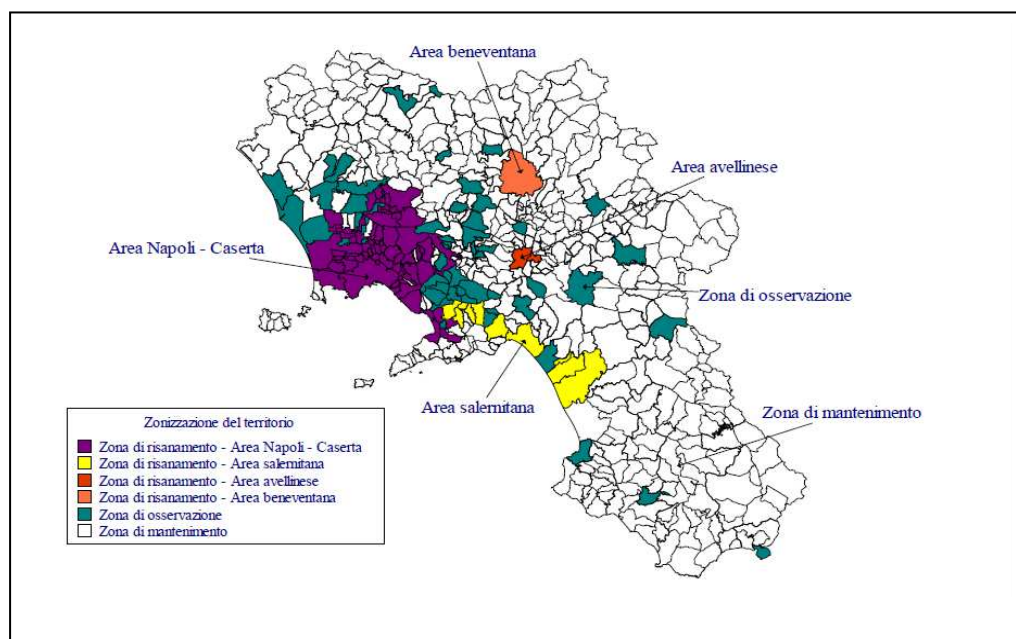 Area beneventana
Area avellinese
Area Napoli - Caserta
Zona di osservazione
Area salernitana
Zona di mantenimento
Zonizzazione del territorio
Zona di risanamento - Area Napoli - Caserta
Zona di risanamento - Area salernitana
Zona di risanamento - Area avellinese
Zona di risanamento - Area beneventana
Zona di osservazione
Zona di mantenimento